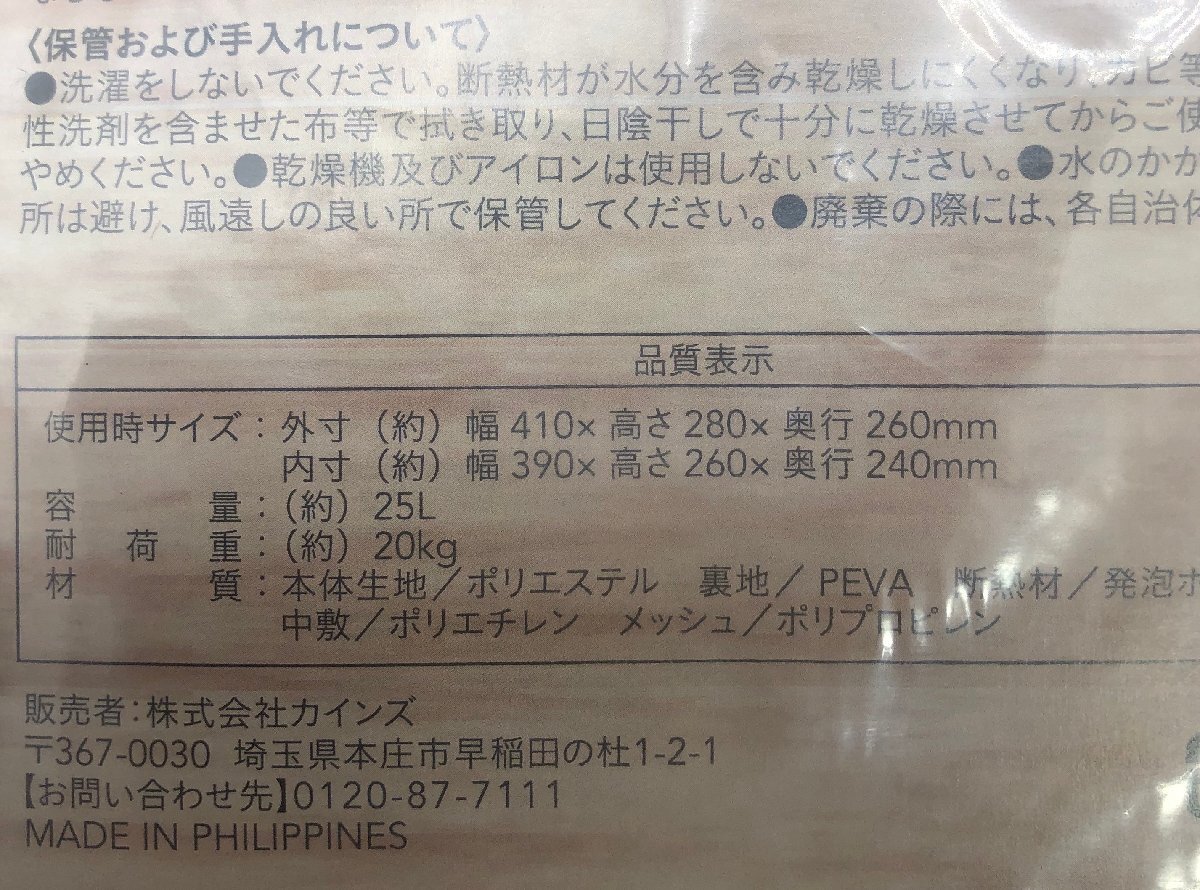 〈保管および手入れについて〉
●洗濯をしないでください。断熱材が水分を含み乾燥しにくくなり、カビ等
性洗剤を含ませた布等で拭き取り、日陰干しで十分に乾燥させてからご使
やめください。●乾燥機及びアイロンは使用しないでください。●水のかか
所は避け、風遠しの良い所で保管してください。●廃棄の際には、各自治体
品質表示
使用時サイズ：外寸（約）幅 410× 高さ 280× 奥行 260mm
内寸（約）幅 390× 高さ 260× 奥行 240mm
容量：（約）25L
耐荷重：（約）20kg
材質：本体生地／ポリエステル 裏地／ PEVA 断熱材／発泡ポ
中敷／ポリエチレン メッシュ／ポリプロピレン
販売者：株式会社カインズ
〒367-0030 埼玉県本庄市早稲田の杜1-2-1
【お問い合わせ先】0120-87-7111
MADE IN PHILIPPINES